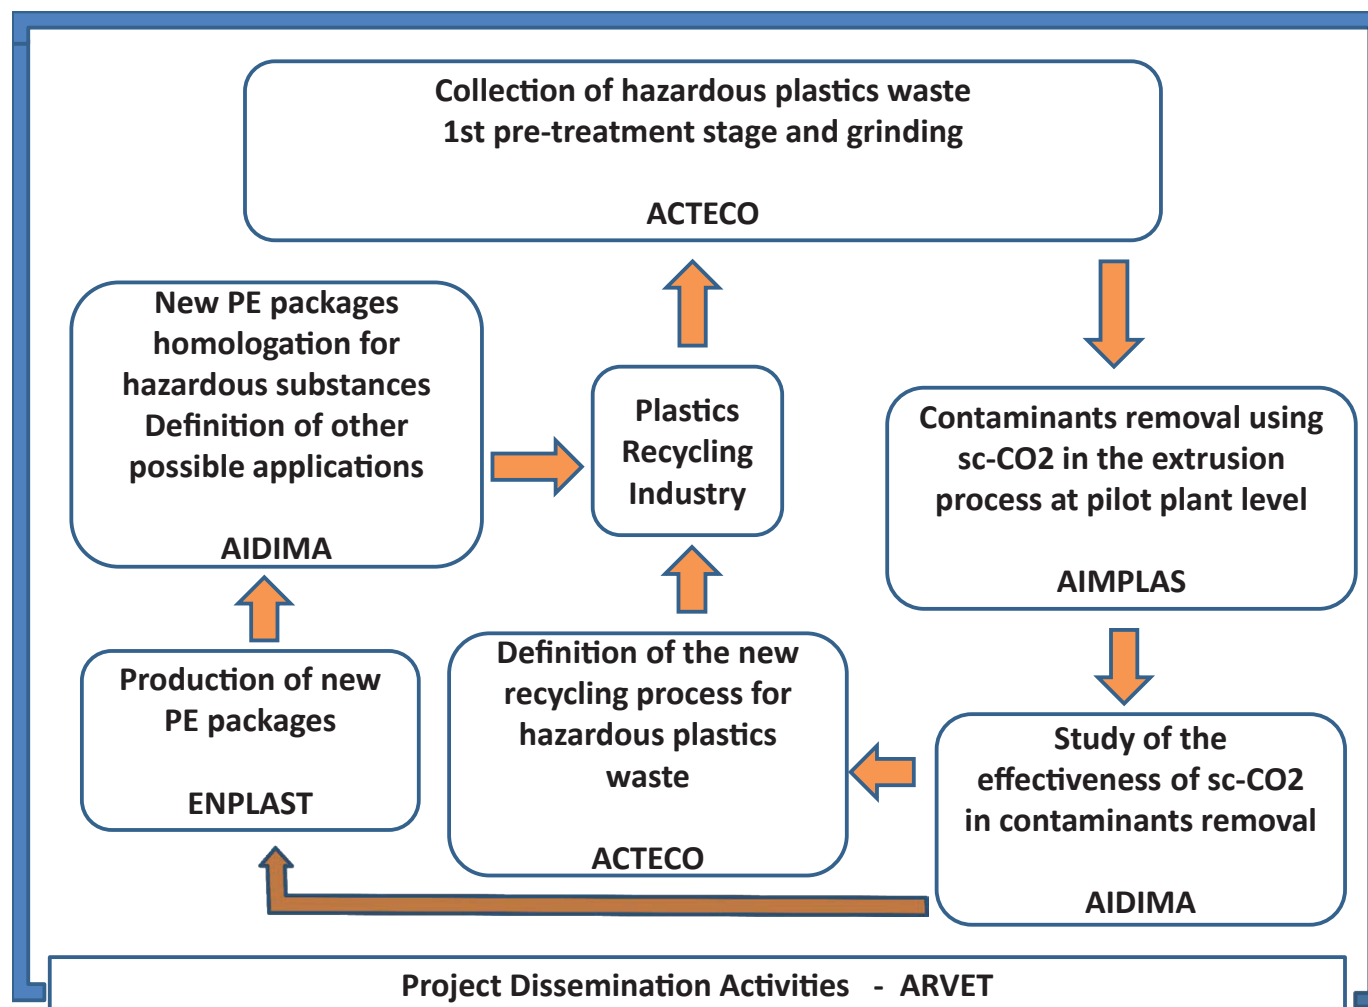 Collection of hazardous plastics waste
1st pre-treatment stage and grinding
ACTECO
New PE packages
homologation for
hazardous substances
Definition of other
possible applications
AIDIMA
Plastics
Recycling
Industry
Contaminants removal using
sc-CO2 in the extrusion
process at pilot plant level
AIMPLAS
Production of new
PE packages
ENPLAST
Definition of the new
recycling process for
hazardous plastics
waste
ACTECO
Study of the
effectiveness of sc-CO2
in contaminants removal
AIDIMA
Project Dissemination Activities - ARVET